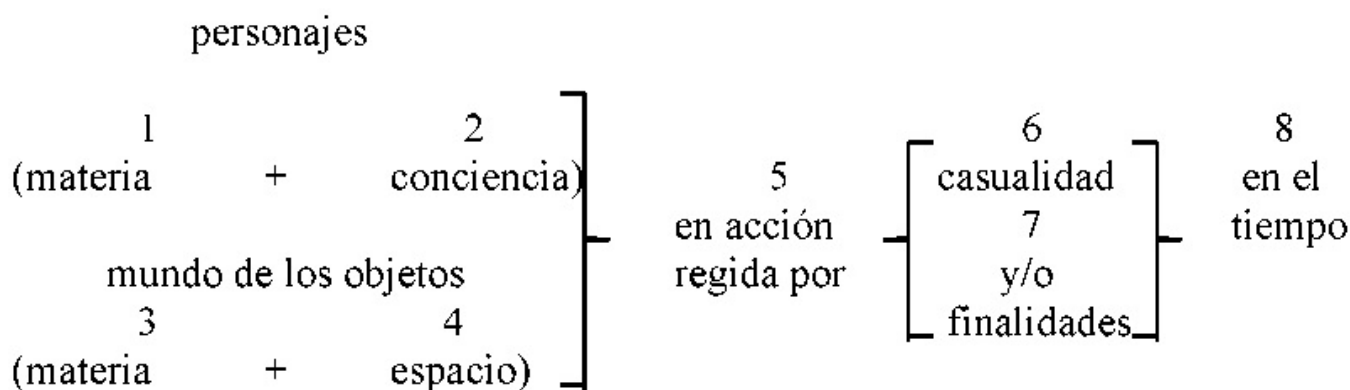 personajes
1 2
(materia + conciencia)
mundo de los objetos
3 4
(materia + espacio)
5
en acción
regida por
6
casualidad
7
y/o
finalidades
8
en el
tiempo